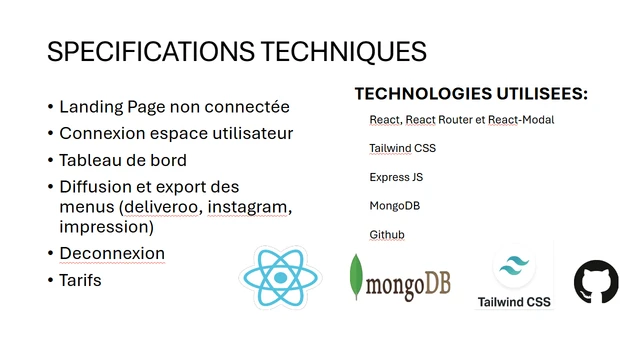 SPECIFICATIONS TECHNIQUES
• Landing Page non connectée
• Connexion espace utilisateur
• Tableau de bord
• Diffusion et export des
menus (deliveroo, instagram,
impression)
• Deconnexion
• Tarifs
TECHNOLOGIES UTILISEES:
React, React Router et React-Modal
Tailwind CSS
Express JS
MongoDB
Github
mongoDB
Tailwind CSS